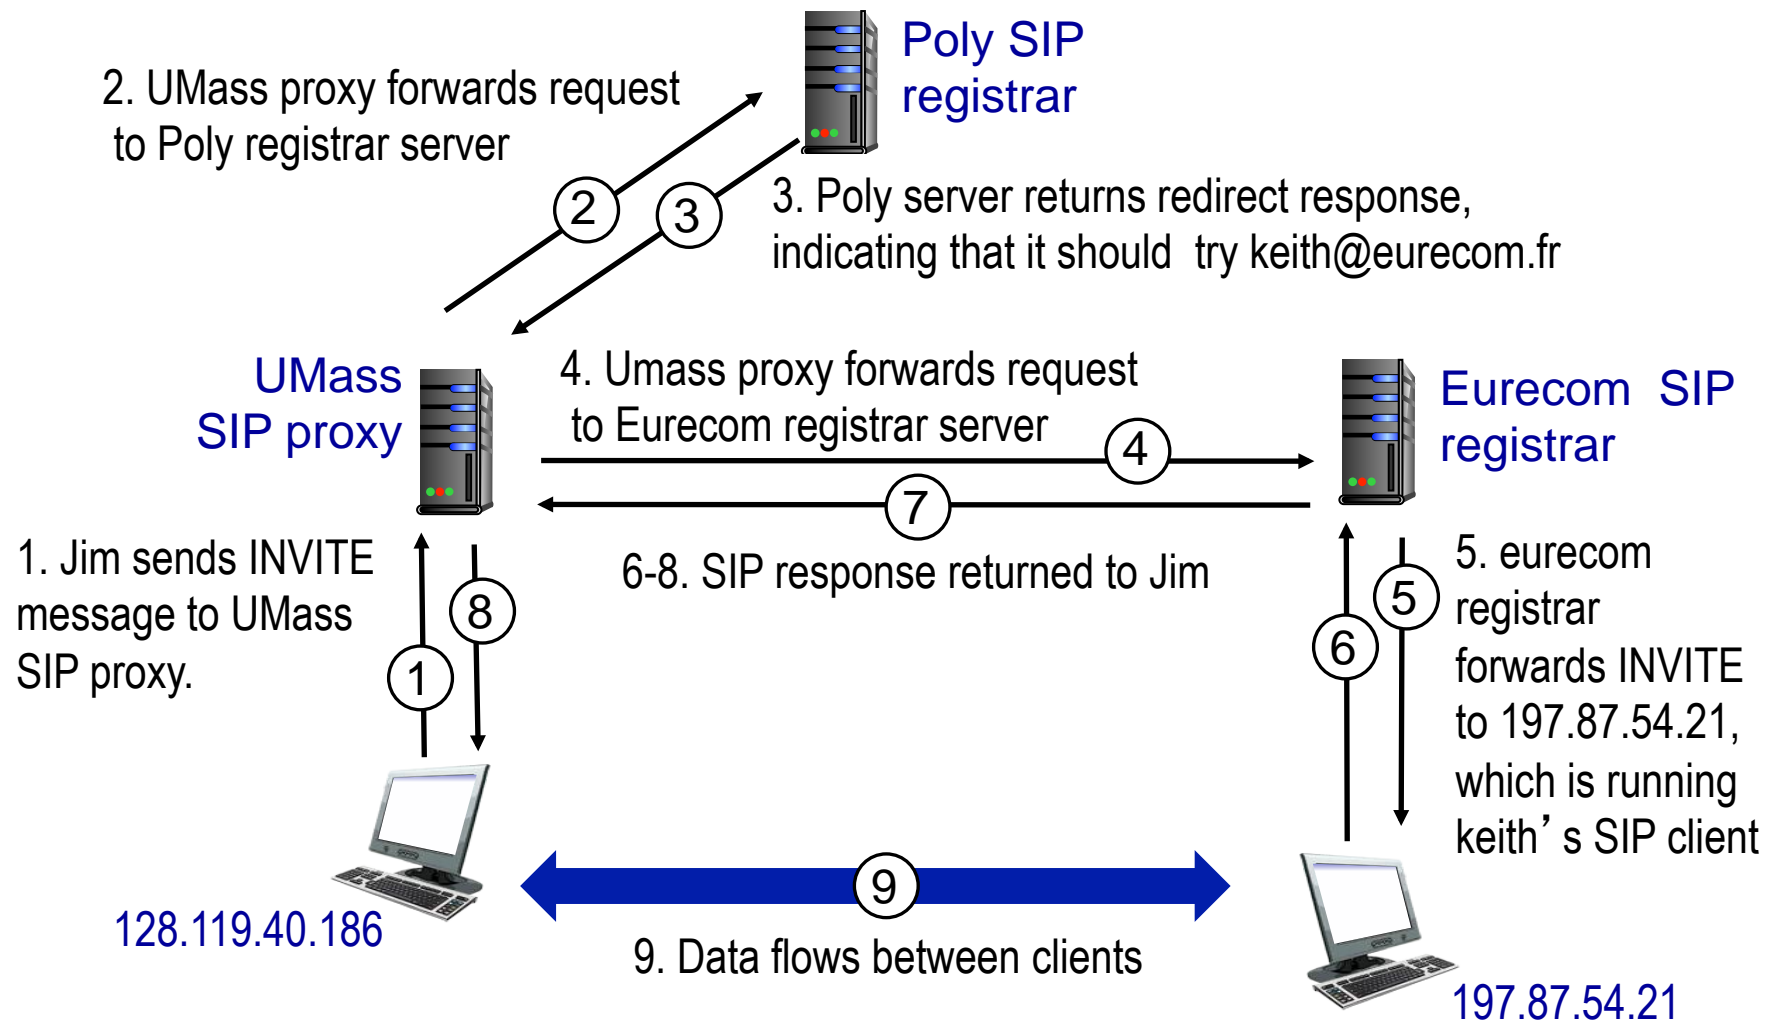 Poly SIP
registrar
2. UMass proxy forwards request
to Poly registrar server
2
3
3. Poly server returns redirect response,
indicating that it should  try keith@eurecom.fr
UMass
SIP proxy
4. Umass proxy forwards request
to Eurecom registrar server
4
Eurecom  SIP
registrar
7
1. Jim sends INVITE
message to UMass
SIP proxy.
8
1
6-8. SIP response returned to Jim
5. eurecom
registrar
forwards INVITE
to 197.87.54.21,
which is running
keith’s SIP client
5
6
9
128.119.40.186
9. Data flows between clients
197.87.54.21